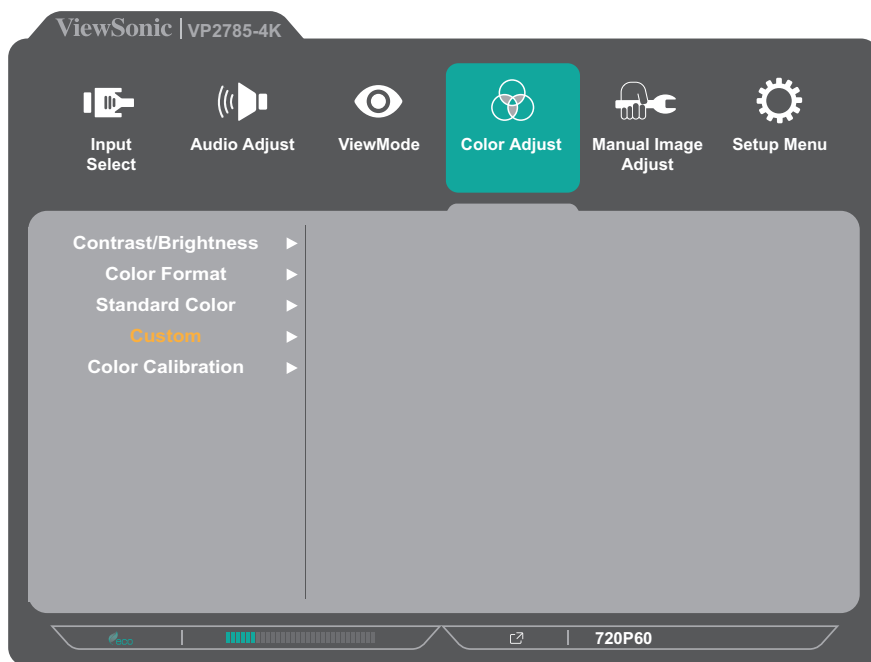 ViewSonic | VP2785-4K
Input
Select
Audio Adjust
ViewMode
Color Adjust
Manual Image
Adjust
Setup Menu
Contrast/Brightness
Color Format
Standard Color
Custom
Color Calibration
eco
720P60